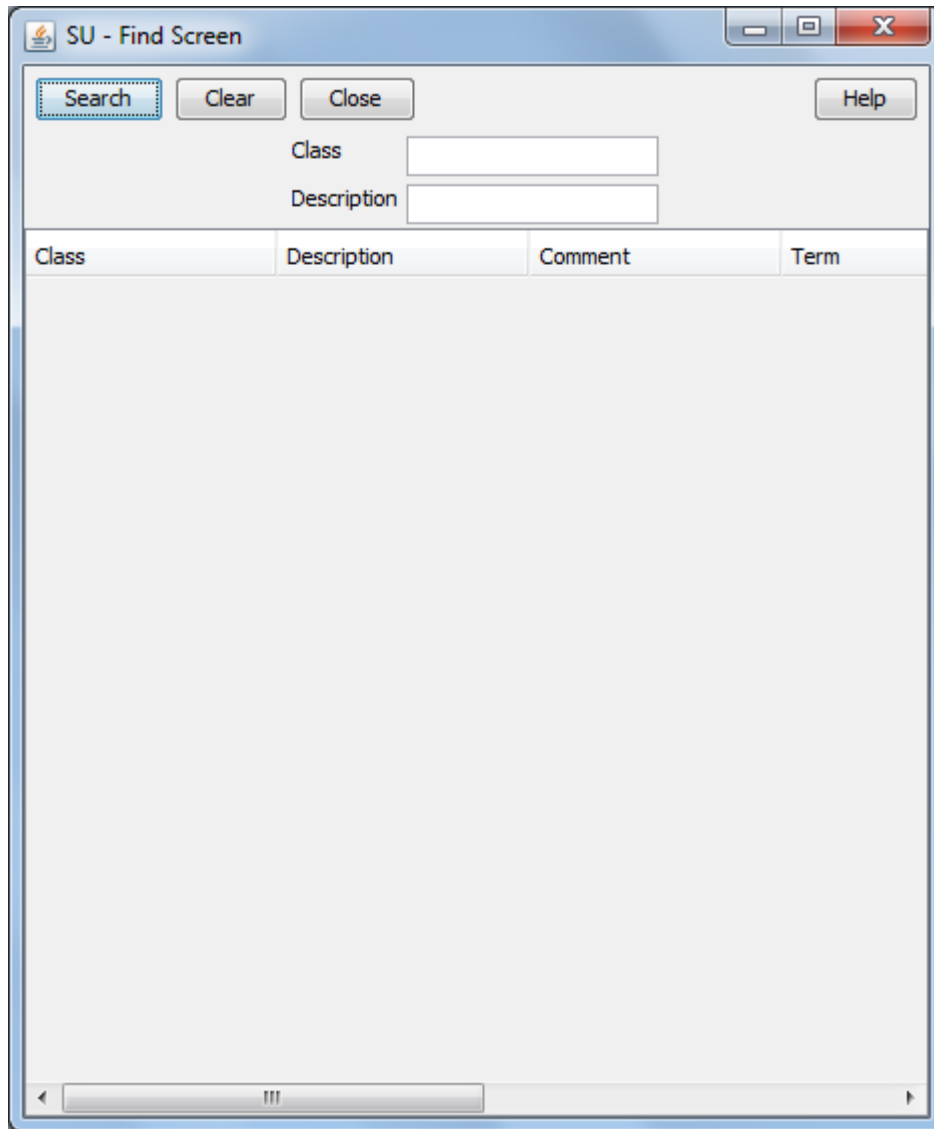 SU - Find Screen
Search Clear Close Help
Class
Description
Class Description Comment Term